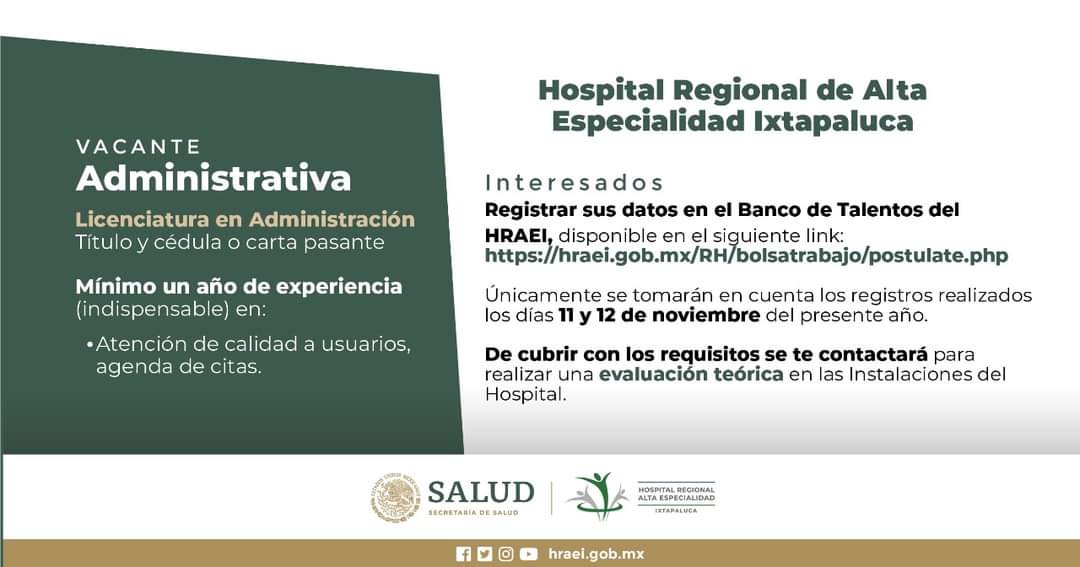 VACANTE
Administrativa
Licenciatura en Administración
Título y cédula o carta pasante
Mínimo un año de experiencia
(indispensable) en:
•Atención de calidad a usuarios,
agenda de citas.
Hospital Regional de Alta
Especialidad Ixtapaluca
Interesados
Registrar sus datos en el Banco de Talentos del
HRAEI, disponible en el siguiente link:
https://hraei.gob.mx/RH/bolsatrabajo/postulate.php
Únicamente se tomarán en cuenta los registros realizados
los días 11 y 12 de noviembre del presente año.
De cubrir con los requisitos se te contactará para
realizar una evaluación teórica en las Instalaciones del
Hospital.
SALUD
SECRETARÍA DE SALUD
HOSPITAL REGIONAL
ALTA ESPECIALIDAD
IXTAPALUCA
hraei.gob.mx